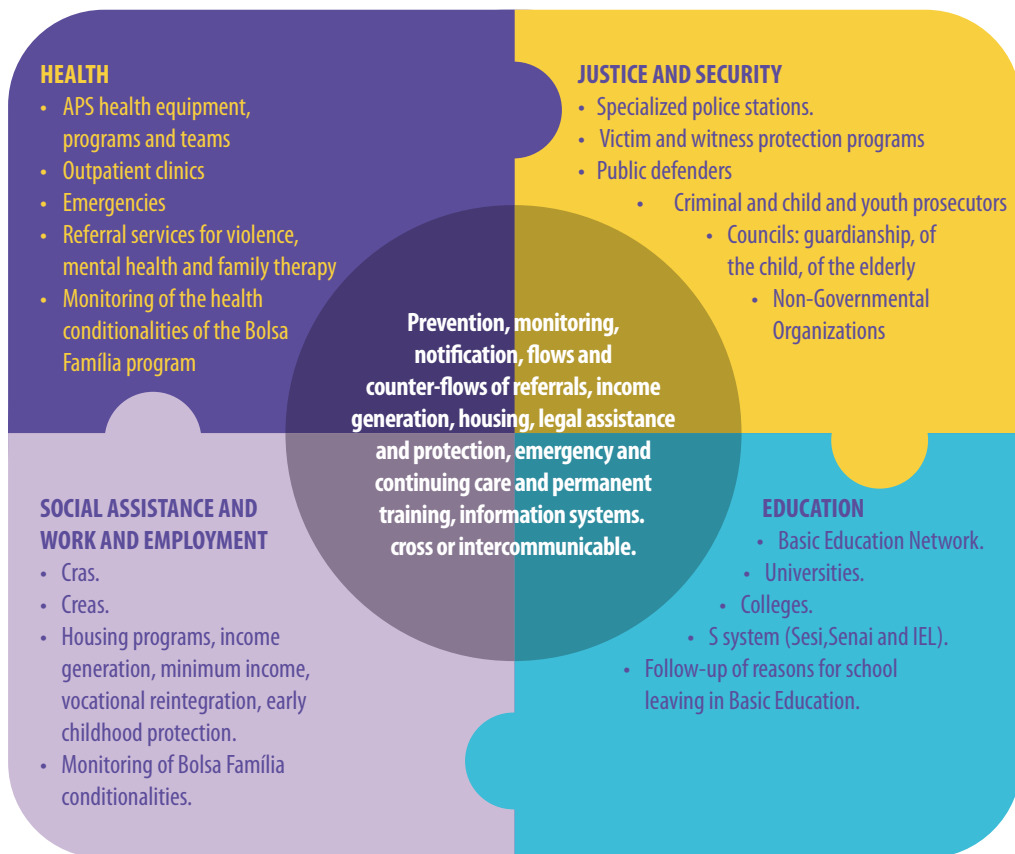 HEALTH
• APS health equipment,
programs and teams
• Outpatient clinics
• Emergencies
• Referral services for violence,
mental health and family therapy
• Monitoring of the health
conditionalities of the Bolsa
Família program
JUSTICE AND SECURITY
• Specialized police stations.
• Victim and witness protection programs
• Public defenders
• Criminal and child and youth prosecutors
• Councils: guardianship, of
the child, of the elderly
• Non-Governmental
Organizations
Prevention, monitoring,
notification, flows and
counter-flows of referrals, income
generation, housing, legal assistance
and protection, emergency and
continuing care and permanent
training, information systems.
cross or intercommunicable.
SOCIAL ASSISTANCE AND
WORK AND EMPLOYMENT
• Cras.
• Creas.
• Housing programs, income
generation, minimum income,
vocational reintegration, early
childhood protection.
• Monitoring of Bolsa Família
conditionalities.
EDUCATION
• Basic Education Network.
• Universities.
• Colleges.
• S system (Sesi,Senai and IEL).
• Follow-up of reasons for school
leaving in Basic Education.